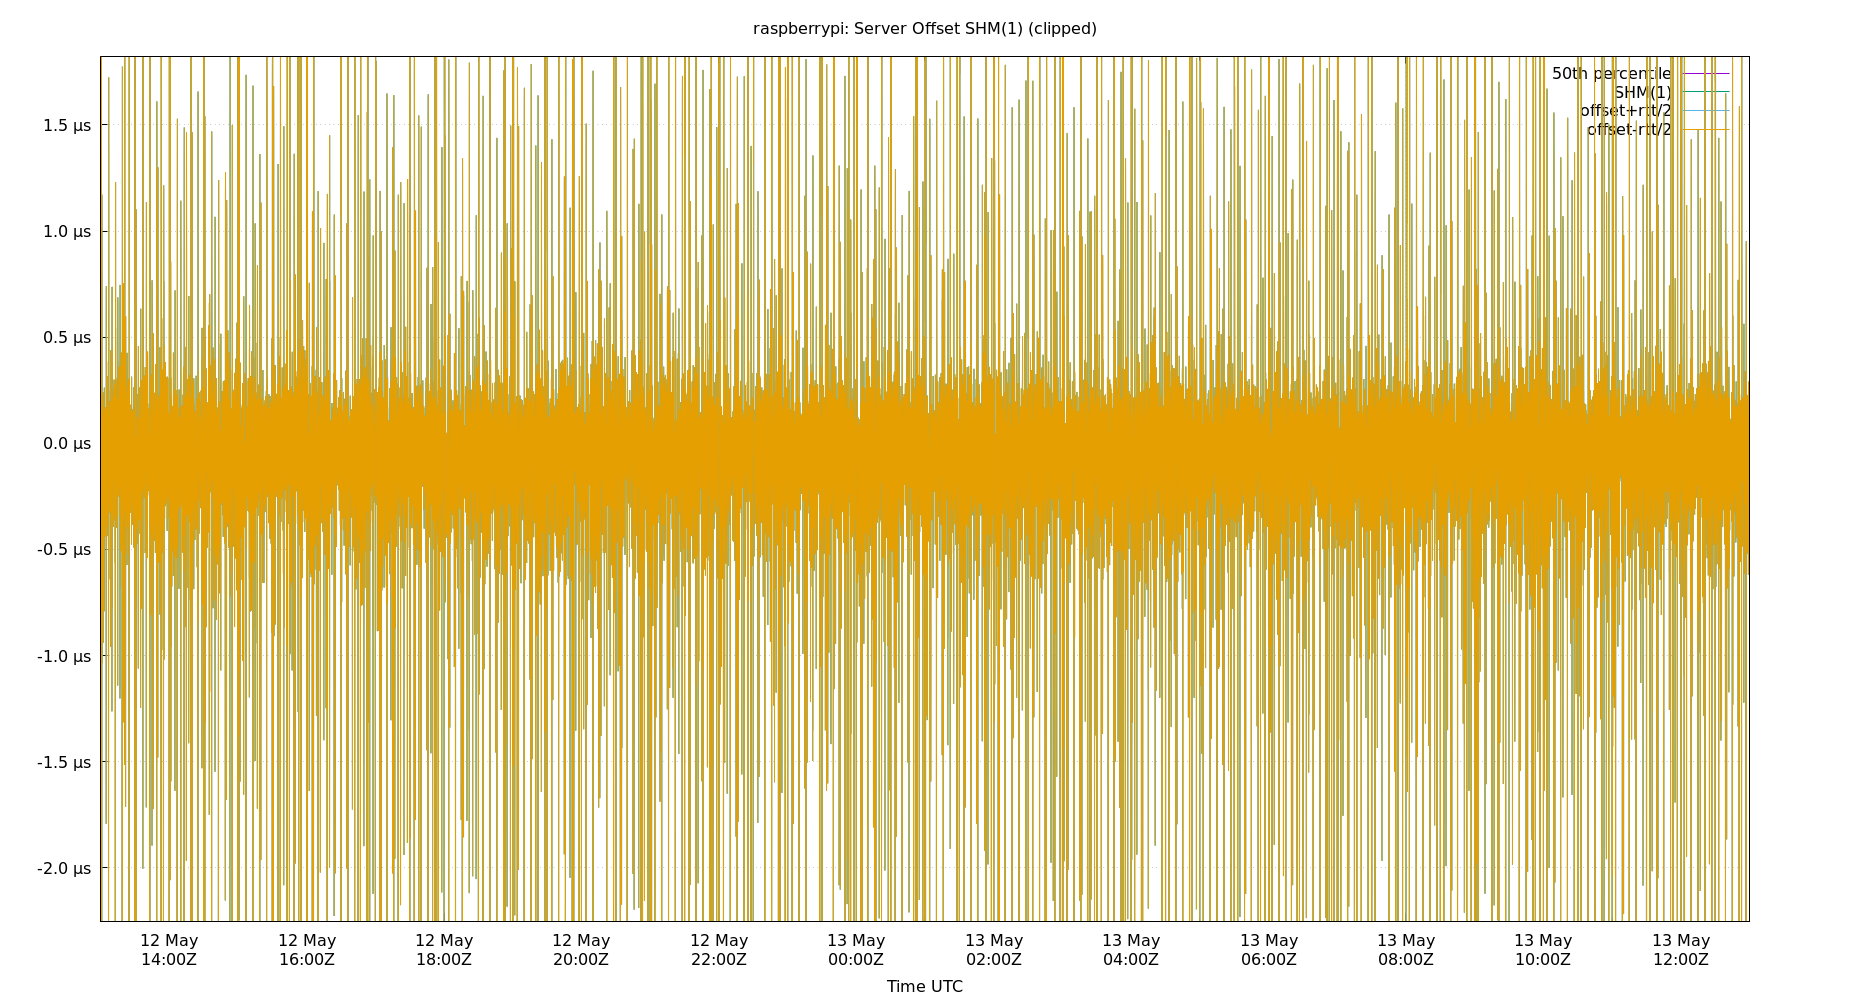 raspberrypi: Server Offset SHM(1) (clipped)
50th percentile
SHM(1)
offset+rtt/2
offset-rtt/2
1.5 µs
1.0 µs
0.5 µs
0.0 µs
-0.5 µs
-1.0 µs
-1.5 µs
-2.0 µs
12 May 12 May 12 May 12 May 12 May 13 May 13 May 13 May 13 May 13 May 13 May 13 May
14:00Z 16:00Z 18:00Z 20:00Z 22:00Z 00:00Z 02:00Z 04:00Z 06:00Z 08:00Z 10:00Z 12:00Z
Time UTC